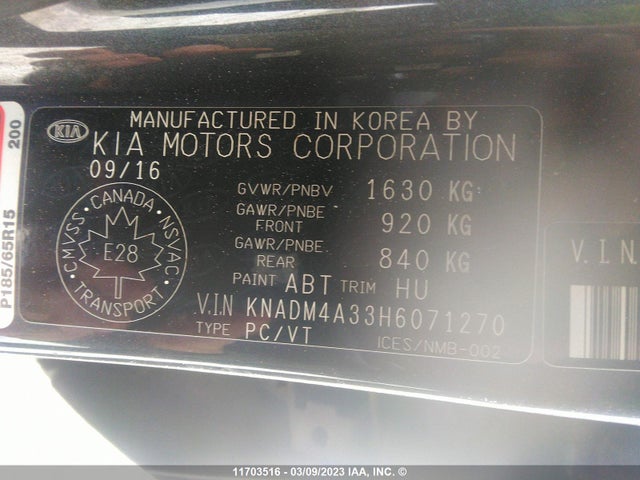 KIA
MANUFACTURED IN KOREA BY
KIA MOTORS CORPORATION
09/16
GVWR/PNBV 1630 KG
GAWR/PNBE FRONT 920 KG
GAWR/PNBE REAR 840 KG
PAINT ABT TRIM HU
CANADA
CMVSS NSVAC
E28
TRANSPORT
V.I.N KNADM4A33H6071270
TYPE PC/VT
ICES/NMB-002
P185/65R15
200
V.I.N
11703516 - 03/09/2023 IAA, INC. ©